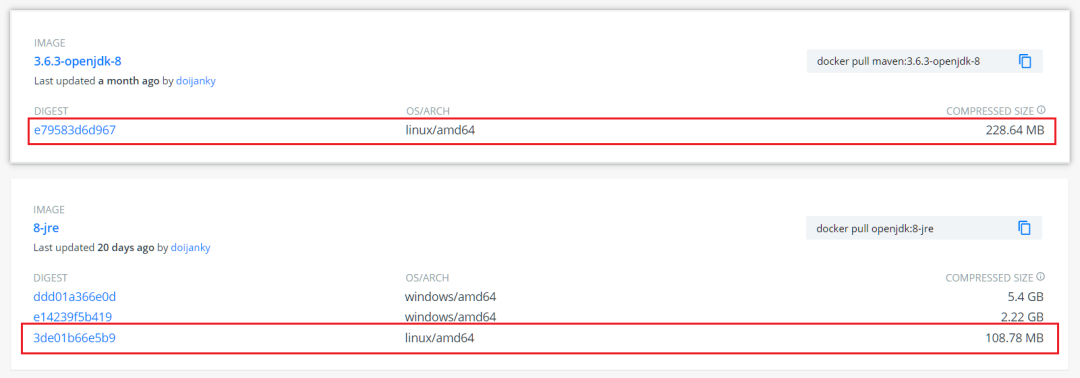 IMAGE
3.6.3-openjdk-8
docker pull maven:3.6.3-openjdk-8
Last updated a month ago by doijanky
DIGEST OS/ARCH COMPRESSED SIZE
e79583d6d967 linux/amd64 228.64 MB
IMAGE
8-jre
docker pull openjdk:8-jre
Last updated 20 days ago by doijanky
DIGEST OS/ARCH COMPRESSED SIZE
ddd01a366e0d windows/amd64 5.4 GB
e14239f5b419 windows/amd64 2.22 GB
3de01b66e5b9 linux/amd64 108.78 MB